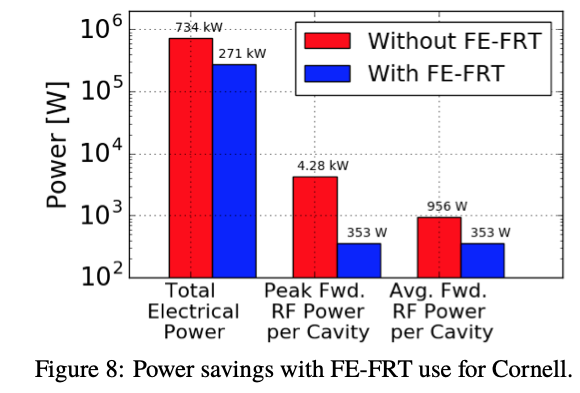 Power [W]
10^6
10^5
10^4
10^3
10^2
734 kW
271 kW
4.28 kW
353 W
956 W
353 W
Without FE-FRT
With FE-FRT
Total
Electrical
Power
Peak Fwd.
RF Power
per Cavity
Avg. Fwd.
RF Power
per Cavity
Figure 8: Power savings with FE-FRT use for Cornell.